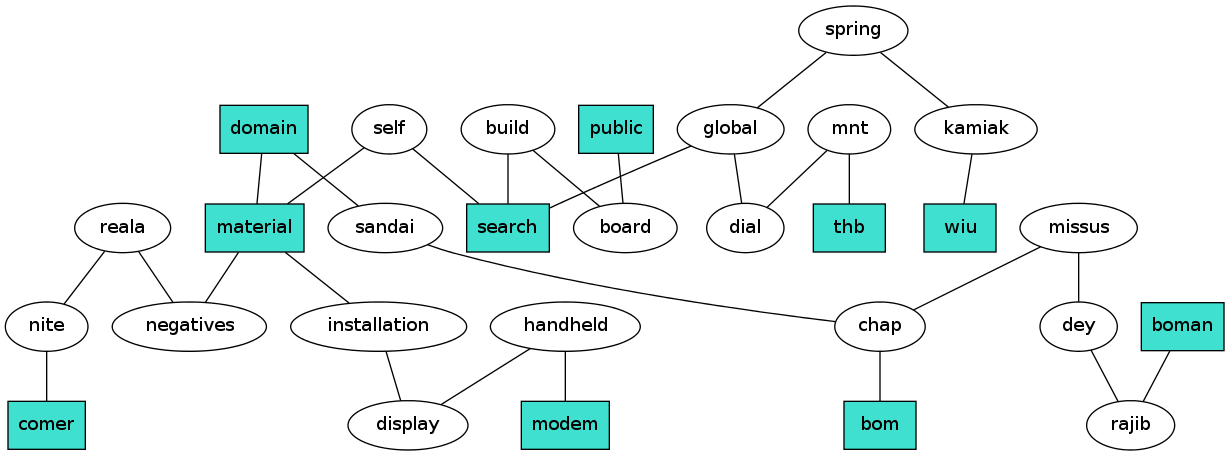 spring
domain
self
build
public
global
mnt
kamiak
reala
material
sandai
search
board
dial
thb
wiu
missus
nite
negatives
installation
handheld
chap
dey
boman
comer
display
modem
bom
rajib